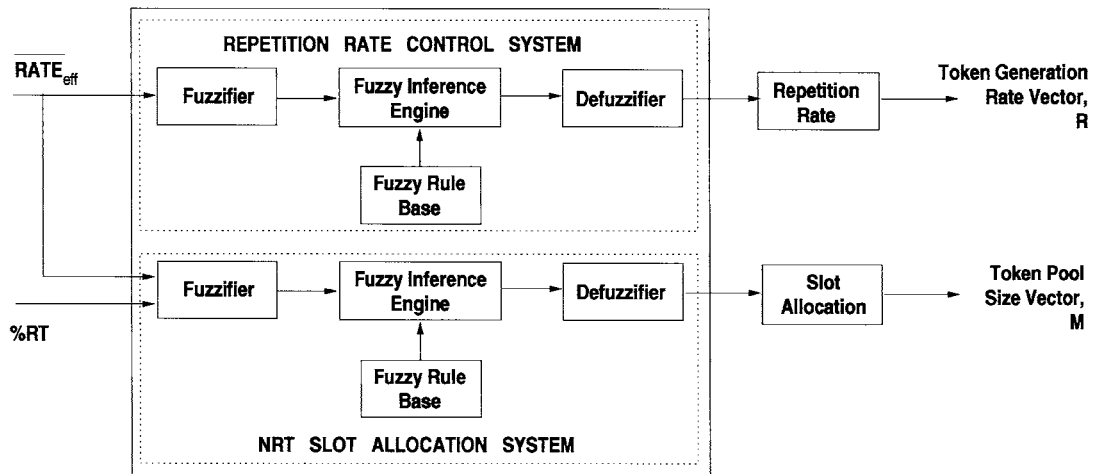 REPETITION RATE CONTROL SYSTEM
RATE_eff
Fuzzifier
Fuzzy Inference
Engine
Defuzzifier
Repetition
Rate
Token Generation
Rate Vector,
R
Fuzzy Rule
Base
Fuzzifier
Fuzzy Inference
Engine
Defuzzifier
Slot
Allocation
Token Pool
Size Vector,
M
%RT
Fuzzy Rule
Base
NRT SLOT ALLOCATION SYSTEM